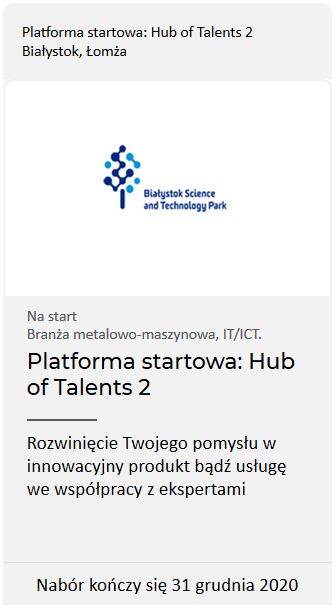 Platforma startowa: Hub of Talents 2
Białystok, Łomża
Białystok Science
and Technology Park
Na start
Branża metalowo-maszynowa, IT/ICT.
Platforma startowa: Hub
of Talents 2
Rozwinięcie Twojego pomysłu w
innowacyjny produkt bądź usługę
we współpracy z ekspertami
Nabór kończy się 31 grudnia 2020